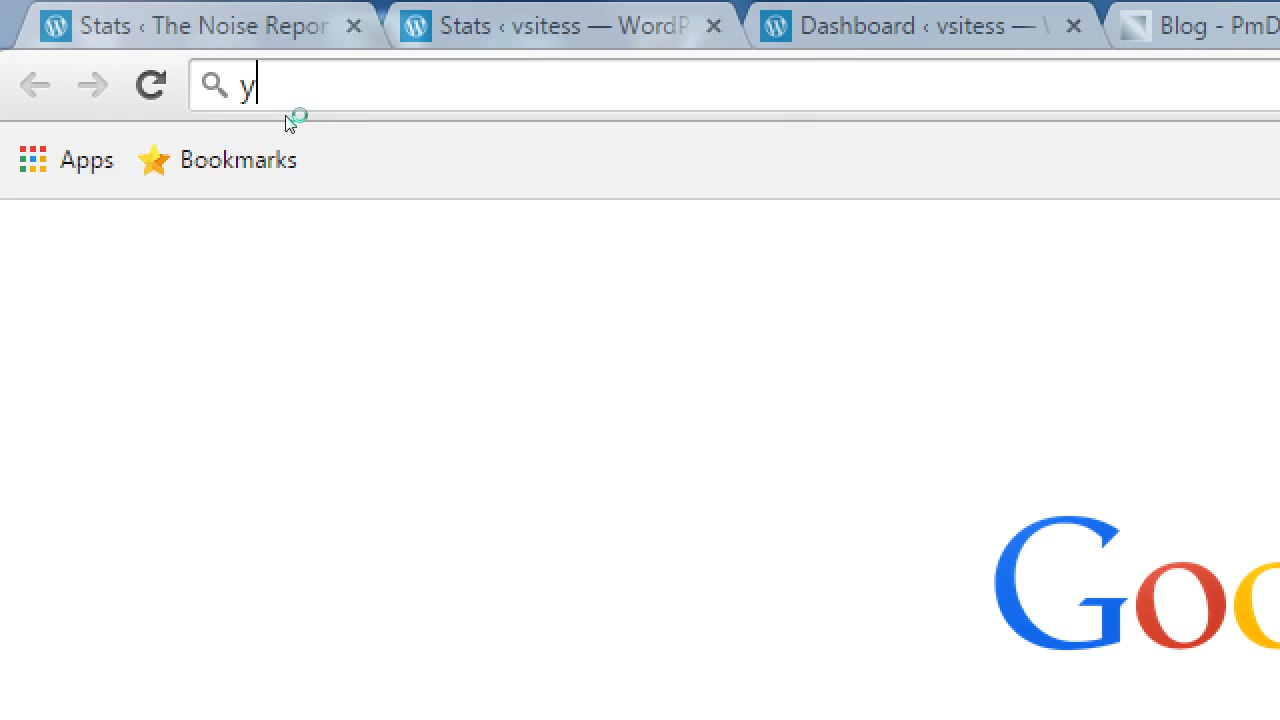 Stats ‹ The Noise Repor
Stats ‹ vsitess — WordP
Dashboard ‹ vsitess —
Blog - PmD
y
Apps
Bookmarks
Goo